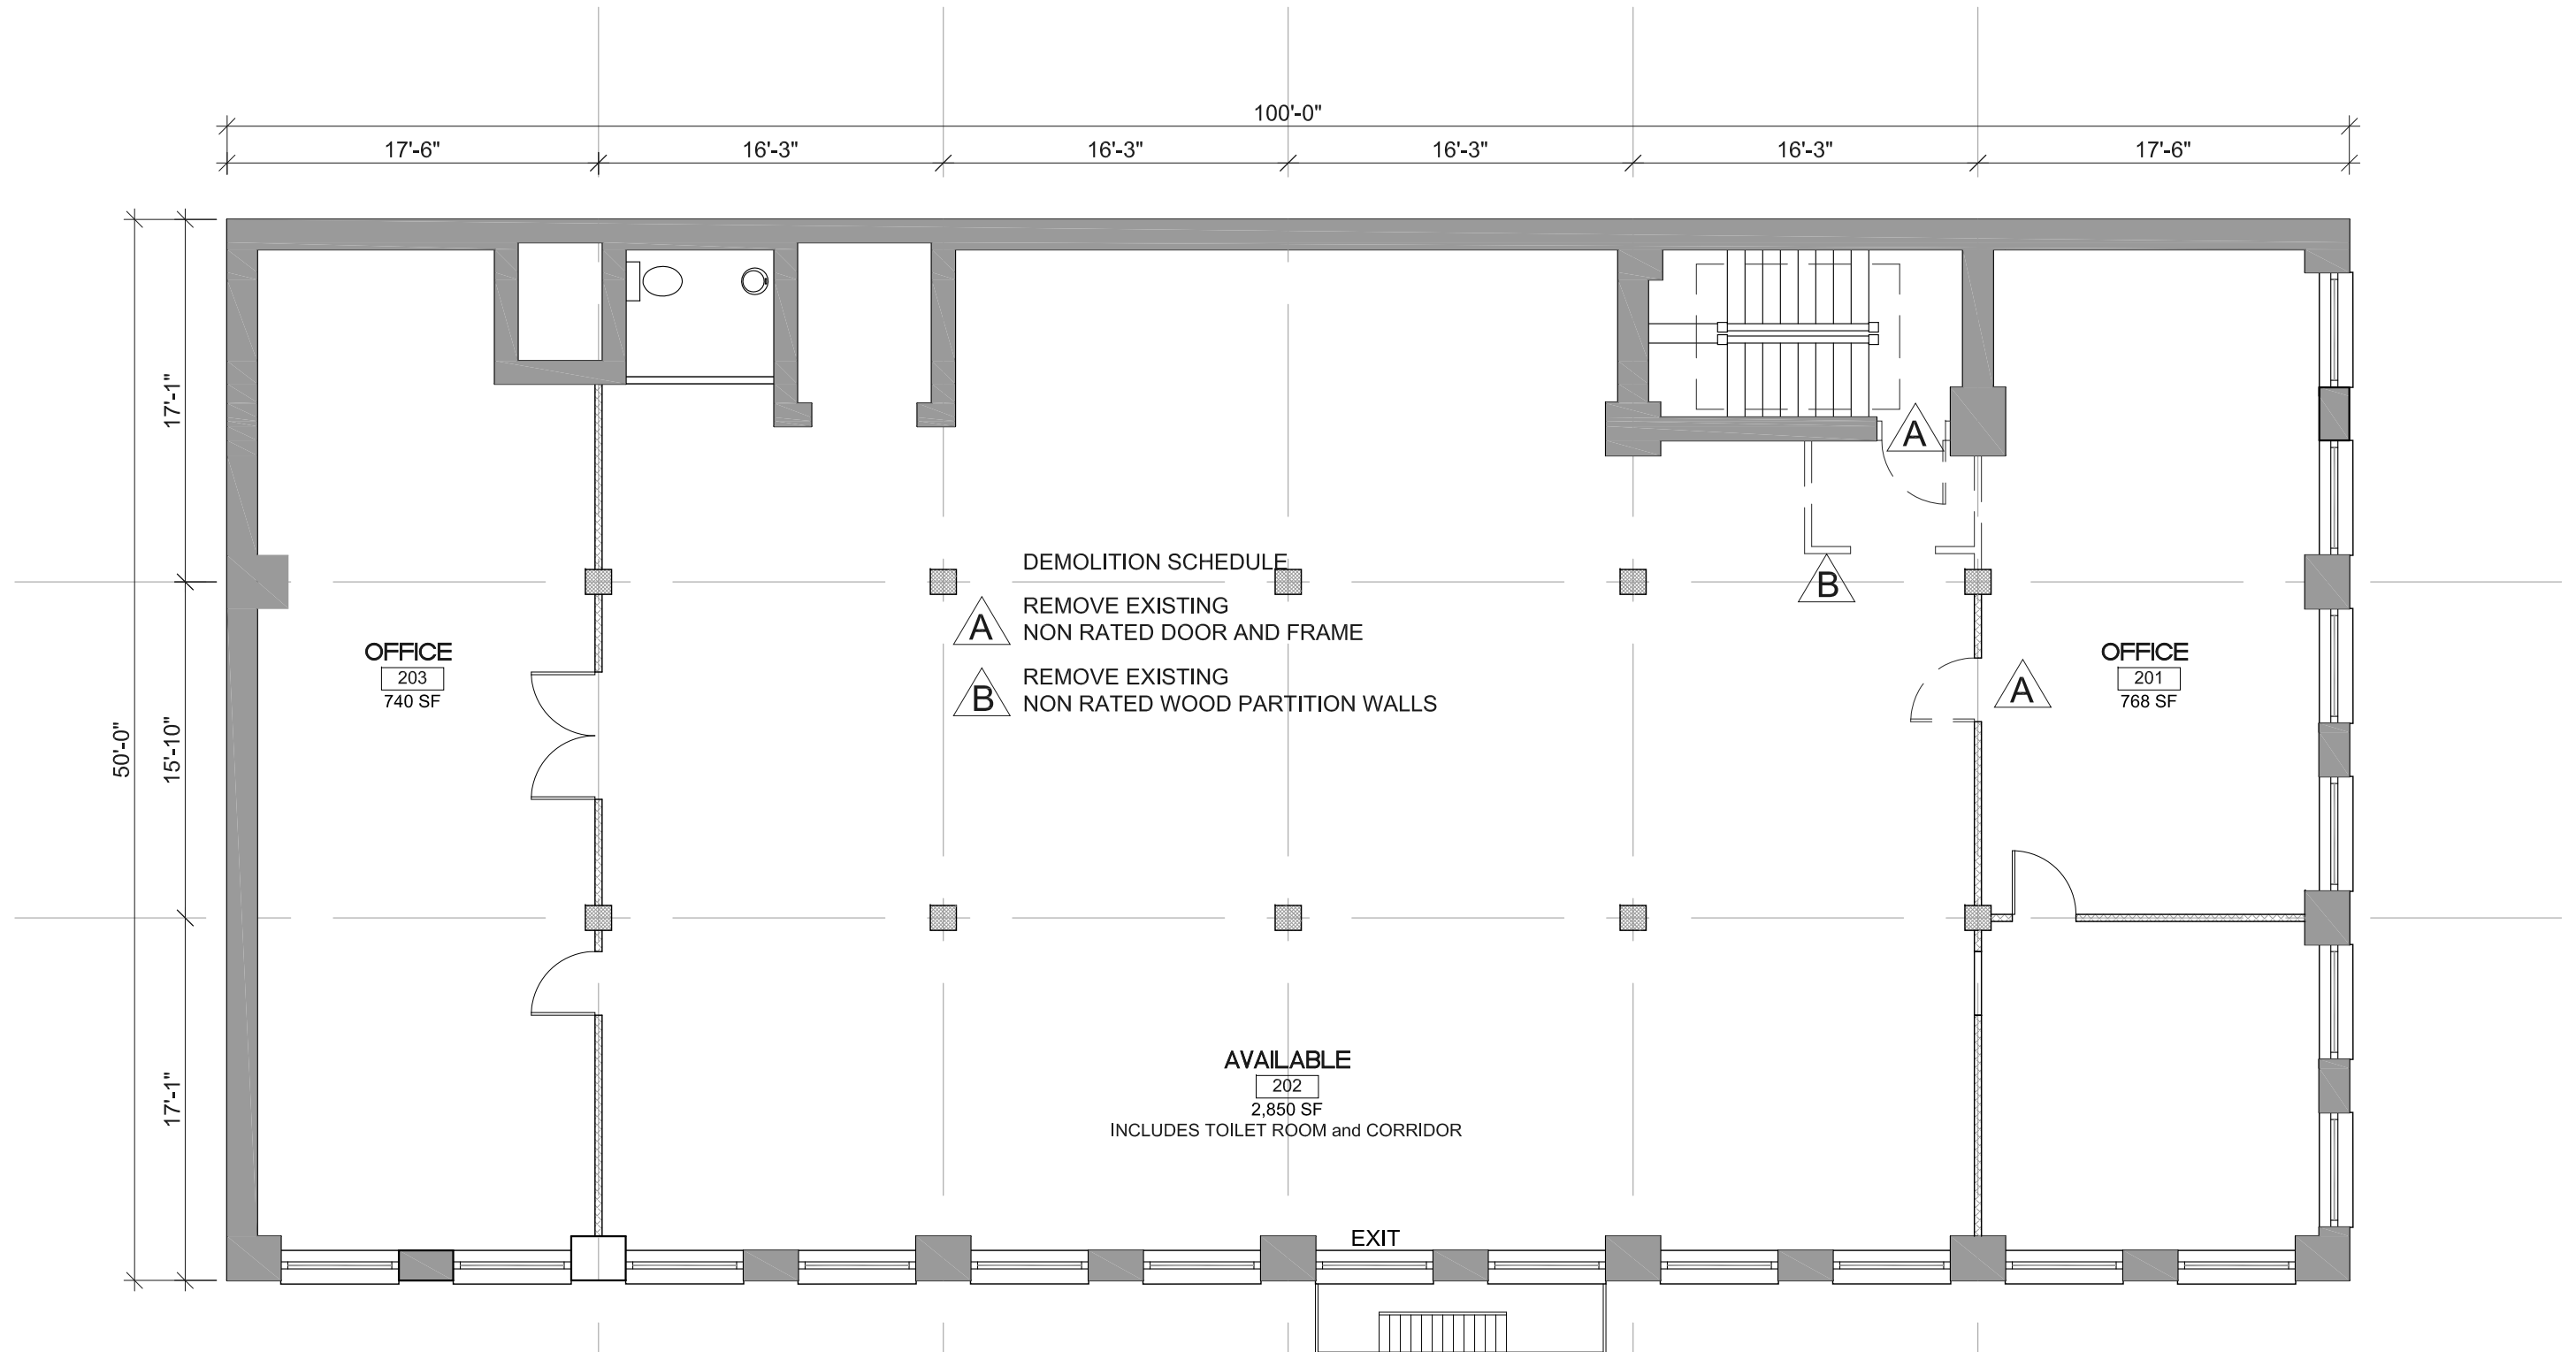 100'-0"
17'-6"
16'-3"
16'-3"
16'-3"
16'-3"
17'-6"
50'-0"
17'-1"
15'-10"
17'-1"
A
DEMOLITION SCHEDULE
B
A
REMOVE EXISTING
NON RATED DOOR AND FRAME
B
REMOVE EXISTING
NON RATED WOOD PARTITION WALLS
OFFICE
203
740 SF
A
OFFICE
201
768 SF
AVAILABLE
202
2,850 SF
INCLUDES TOILET ROOM and CORRIDOR
EXIT